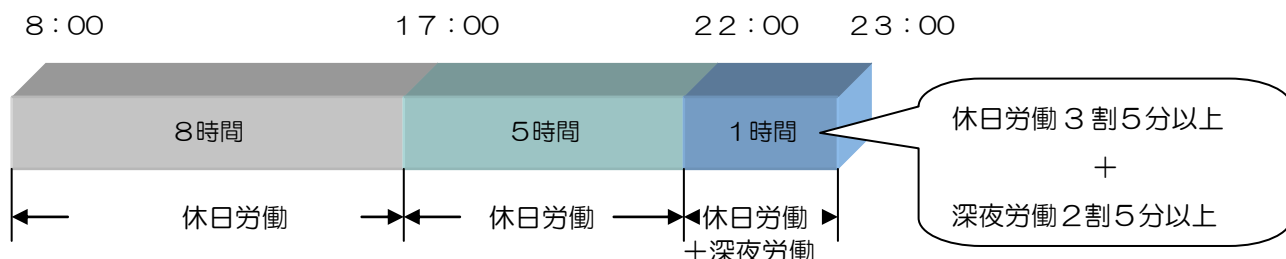 ８：００
１７：００
２２：００
２３：００
８時間
５時間
１時間
休日労働３割５分以上
＋
深夜労働２割５分以上
休日労働
休日労働
休日労働
＋深夜労働